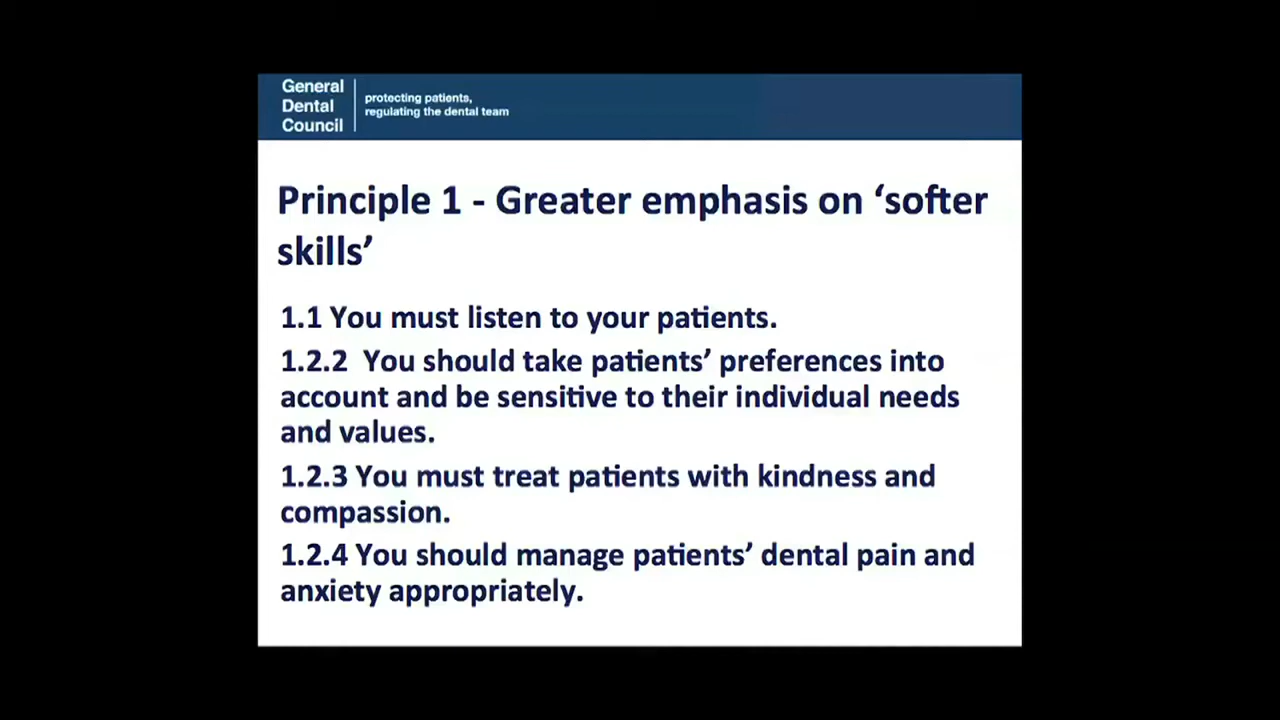 General
Dental
Council
protecting patients,
regulating the dental team
Principle 1 - Greater emphasis on ‘softer
skills’
1.1 You must listen to your patients.
1.2.2 You should take patients’ preferences into
account and be sensitive to their individual needs
and values.
1.2.3 You must treat patients with kindness and
compassion.
1.2.4 You should manage patients’ dental pain and
anxiety appropriately.